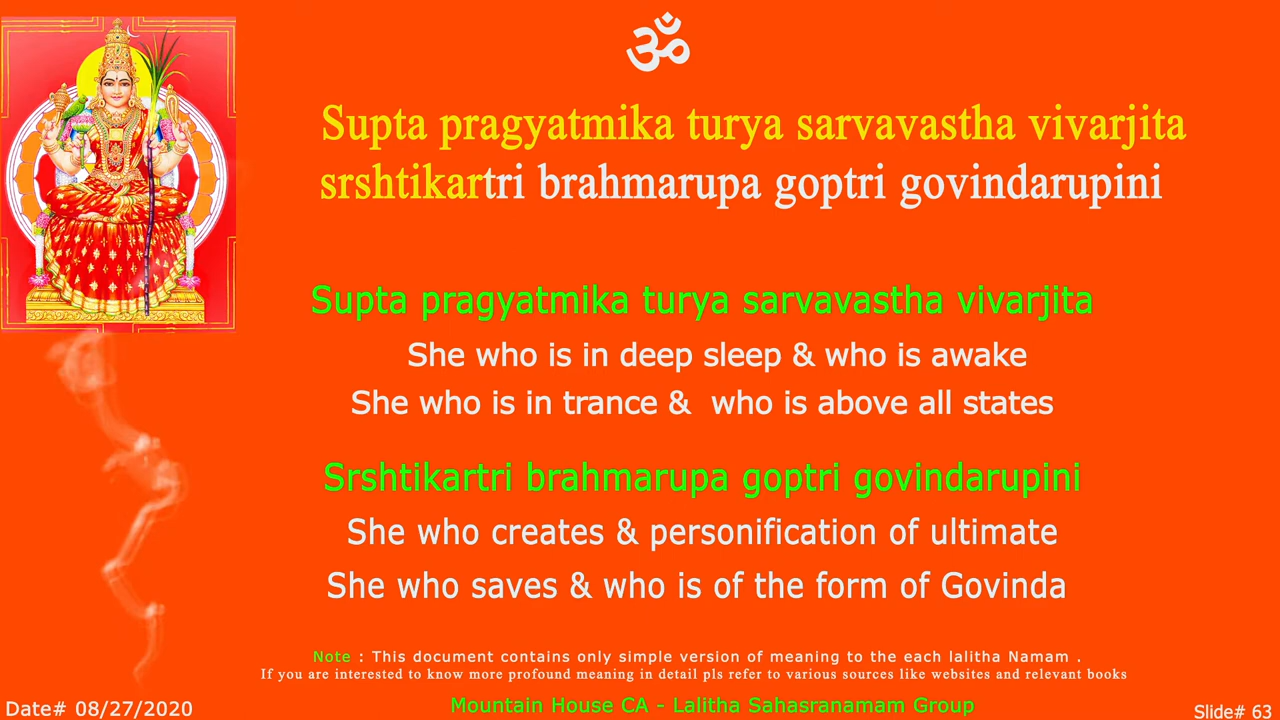 ॐ
Supta pragyatmika turya sarvavastha vivarjita
srshtikartri brahmarupa goptri govindarupini
Supta pragyatmika turya sarvavastha vivarjita
She who is in deep sleep & who is awake
She who is in trance &  who is above all states
Srshtikartri brahmarupa goptri govindarupini
She who creates & personification of ultimate
She who saves & who is of the form of Govinda
Note : This document contains only simple version of meaning to the each lalitha Namam .
If you are interested to know more profound meaning in detail pls refer to various sources like websites and relevant books
Mountain House CA - Lalitha Sahasranamam Group
Date# 08/27/2020
Slide# 63